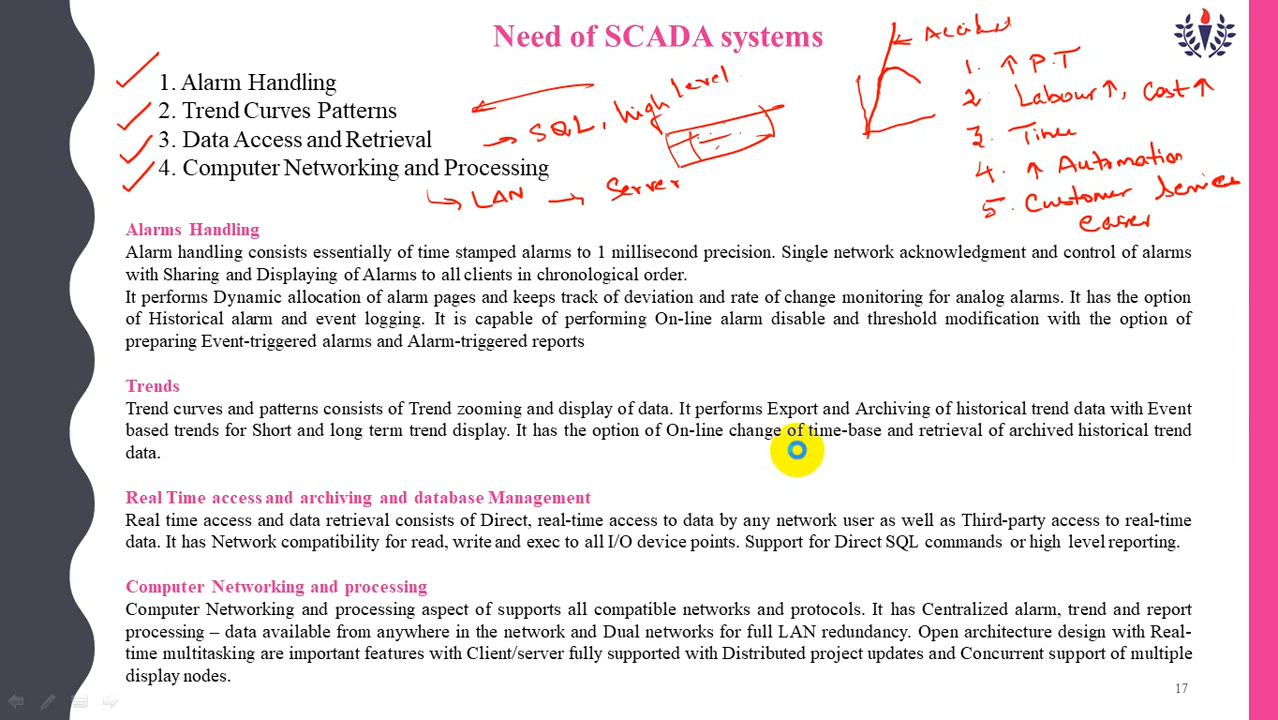 Need of SCADA systems
1. Alarm Handling
2. Trend Curves Patterns
3. Data Access and Retrieval
4. Computer Networking and Processing
→ SQL, high level
↳ LAN → Server
1. ↑ P.T
2 Labour ↑, Cost ↑
3. Time
4. ↑ Automation
5. Customer Services
easier
Alarms Handling
Alarm handling consists essentially of time stamped alarms to 1 millisecond precision. Single network acknowledgment and control of alarms
with Sharing and Displaying of Alarms to all clients in chronological order.
It performs Dynamic allocation of alarm pages and keeps track of deviation and rate of change monitoring for analog alarms. It has the option
of Historical alarm and event logging. It is capable of performing On-line alarm disable and threshold modification with the option of
preparing Event-triggered alarms and Alarm-triggered reports
Trends
Trend curves and patterns consists of Trend zooming and display of data. It performs Export and Archiving of historical trend data with Event
based trends for Short and long term trend display. It has the option of On-line change of time-base and retrieval of archived historical trend
data.
Real Time access and archiving and database Management
Real time access and data retrieval consists of Direct, real-time access to data by any network user as well as Third-party access to real-time
data. It has Network compatibility for read, write and exec to all I/O device points. Support for Direct SQL commands or high level reporting.
Computer Networking and processing
Computer Networking and processing aspect of supports all compatible networks and protocols. It has Centralized alarm, trend and report
processing – data available from anywhere in the network and Dual networks for full LAN redundancy. Open architecture design with Real-
time multitasking are important features with Client/server fully supported with Distributed project updates and Concurrent support of multiple
display nodes.
17